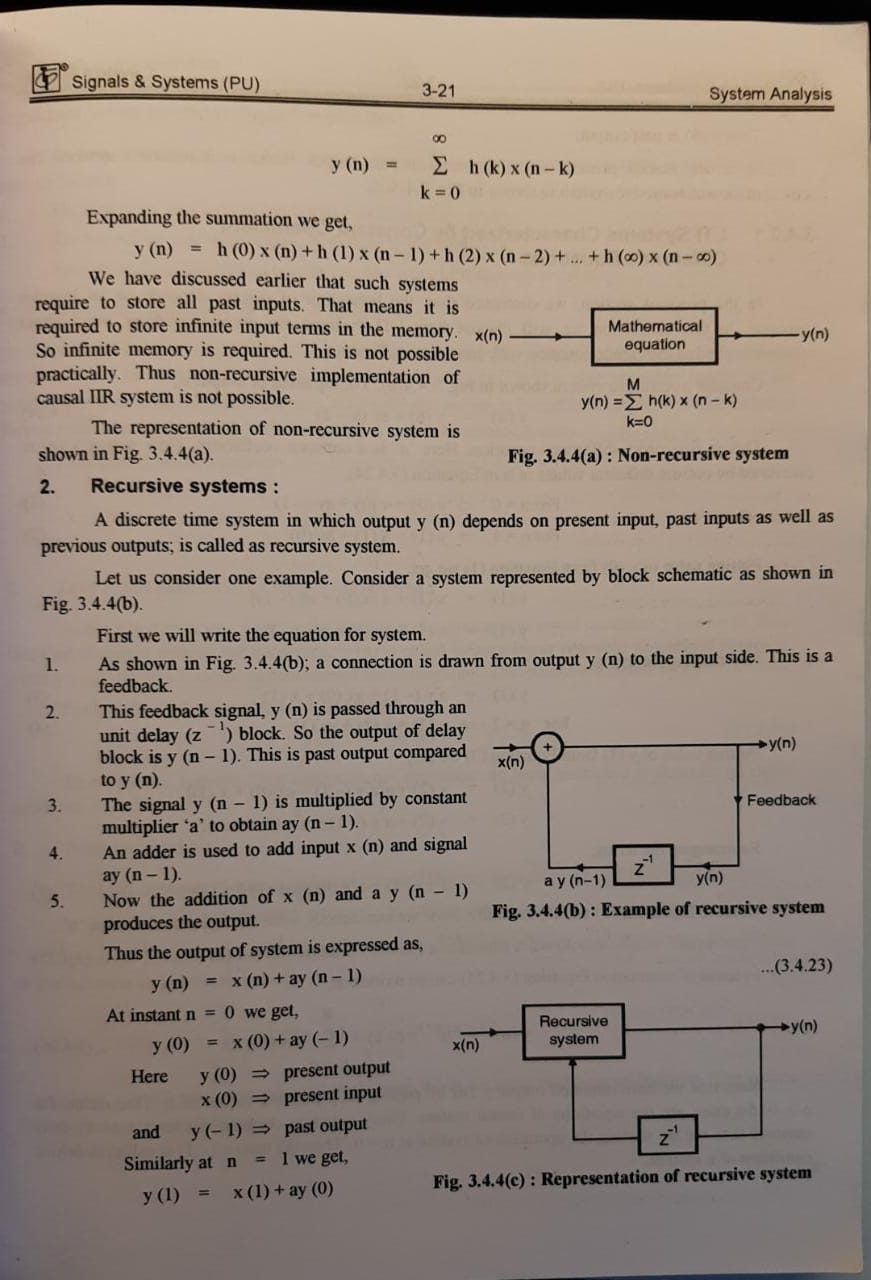 Signals & Systems (PU)
3-21
System Analysis
∞
y (n) = Σ h (k) x (n – k)
k = 0
Expanding the summation we get,
y (n) = h (0) x (n) + h (1) x (n – 1) + h (2) x (n – 2) + ... + h (∞) x (n – ∞)
We have discussed earlier that such systems
require to store all past inputs. That means it is
required to store infinite input terms in the memory.
So infinite memory is required. This is not possible
practically. Thus non-recursive implementation of
causal IIR system is not possible.
The representation of non-recursive system is
shown in Fig. 3.4.4(a).
x(n)
Mathematical
equation
y(n)
M
y(n) = Σ h(k) x (n – k)
k=0
Fig. 3.4.4(a) : Non-recursive system
2. Recursive systems :
A discrete time system in which output y (n) depends on present input, past inputs as well as
previous outputs; is called as recursive system.
Let us consider one example. Consider a system represented by block schematic as shown in
Fig. 3.4.4(b).
First we will write the equation for system.
1. As shown in Fig. 3.4.4(b); a connection is drawn from output y (n) to the input side. This is a
feedback.
2. This feedback signal, y (n) is passed through an
unit delay (z⁻¹) block. So the output of delay
block is y (n – 1). This is past output compared
to y (n).
3. The signal y (n – 1) is multiplied by constant
multiplier ‘a’ to obtain ay (n – 1).
4. An adder is used to add input x (n) and signal
ay (n – 1).
5. Now the addition of x (n) and a y (n – 1)
produces the output.
x(n)
+
y(n)
Feedback
a y (n–1)
z⁻¹
y(n)
Fig. 3.4.4(b) : Example of recursive system
Thus the output of system is expressed as,
y (n) = x (n) + ay (n – 1) ...(3.4.23)
At instant n = 0 we get,
y (0) = x (0) + ay (– 1)
Here y (0) ⇒ present output
x (0) ⇒ present input
and y (– 1) ⇒ past output
Similarly at n = 1 we get,
y (1) = x (1) + ay (0)
x(n)
Recursive
system
y(n)
z⁻¹
Fig. 3.4.4(c) : Representation of recursive system